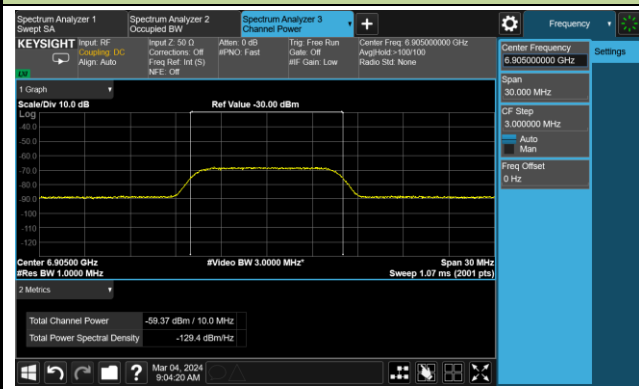 Spectrum Analyzer 1
Swept SA
Spectrum Analyzer 2
Occupied BW
Spectrum Analyzer 3
Channel Power
Frequency
KEYSIGHT
Input: RF
Coupling: DC
Align: Auto
Input Z: 50 Ω
Corrections: Off
Freq Ref: Int (S)
NFE: Off
Atten: 0 dB
#PNO: Fast
Trig: Free Run
Gate: Off
#IF Gain: Low
Center Freq: 6.905000000 GHz
Avg|Hold:>100/100
Radio Std: None
Center Frequency
6.905000000 GHz
Settings
Span
30.000 MHz
CF Step
3.000000 MHz
Auto
Man
Freq Offset
0 Hz
1 Graph
Scale/Div 10.0 dB
Ref Value -30.00 dBm
Log
-40.0
-50.0
-60.0
-70.0
-80.0
-90.0
-100
-110
-120
Center 6.90500 GHz
#Video BW 3.0000 MHz*
Span 30 MHz
#Res BW 1.0000 MHz
Sweep 1.07 ms (2001 pts)
2 Metrics
Total Channel Power
-59.37 dBm / 10.0 MHz
Total Power Spectral Density
-129.4 dBm/Hz
?
Mar 04, 2024
9:04:20 AM